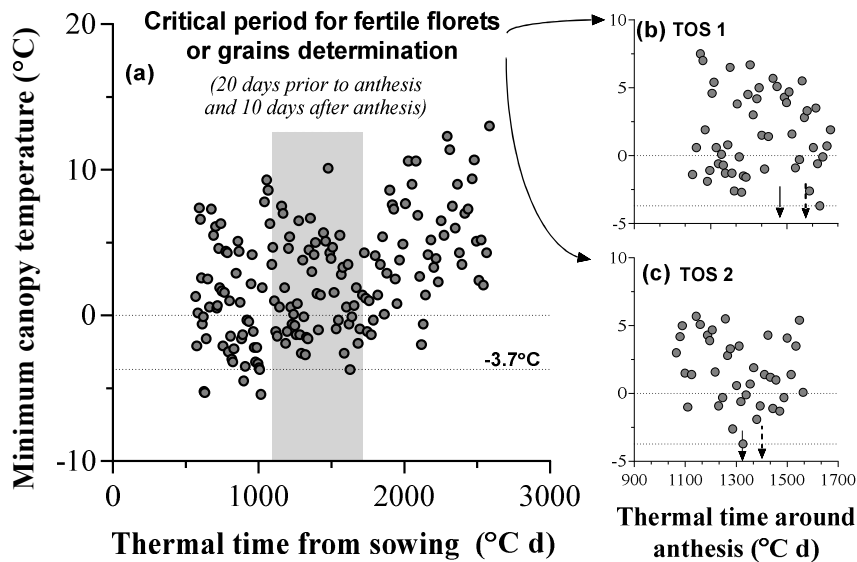 Critical period for fertile florets
or grains determination
(20 days prior to anthesis
and 10 days after anthesis)
(a)
Minimum canopy temperature (°C)
20
10
0
-10
-3.7°C
0
1000
2000
3000
Thermal time from sowing (°C d)
(b) TOS 1
10
5
0
-5
(c) TOS 2
10
5
0
-5
900
1100
1300
1500
1700
Thermal time around
anthesis (°C d)